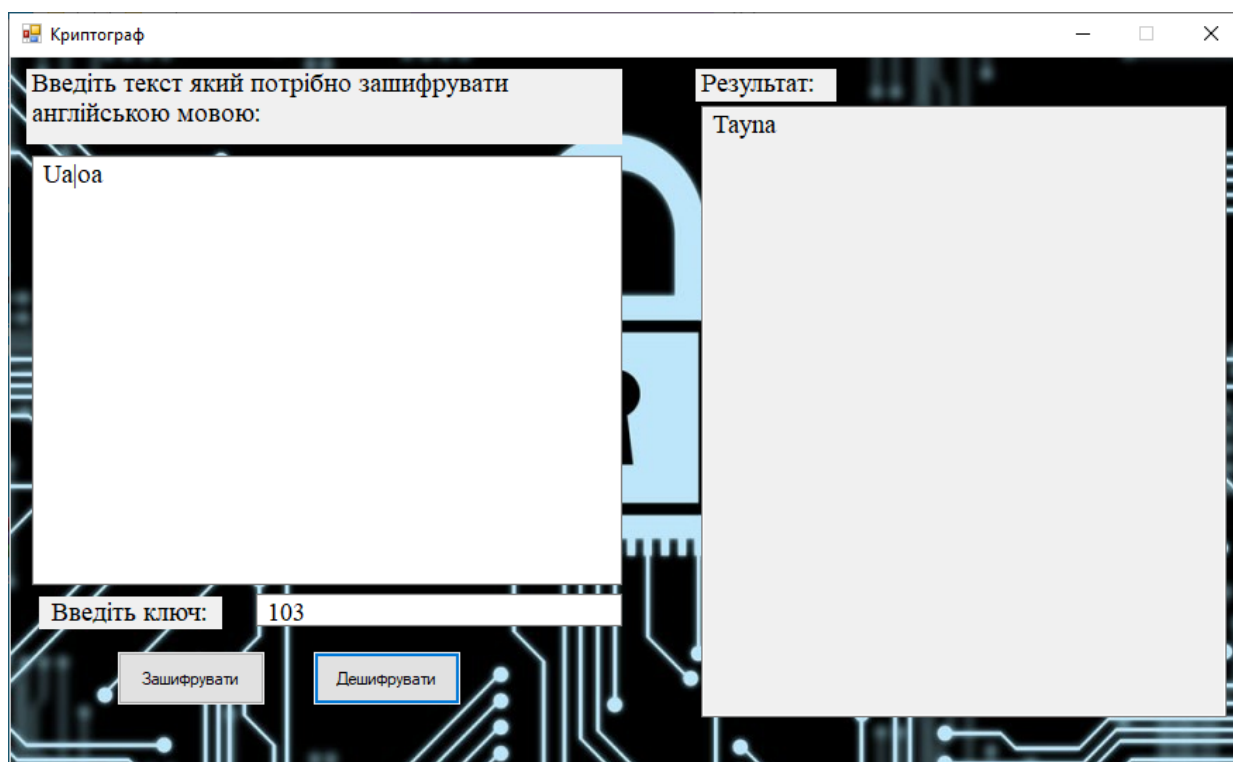 Криптограф
Введіть текст який потрібно зашифрувати
англійською мовою:
Ua|oa
Введіть ключ:
103
Зашифрувати
Дешифрувати
Результат:
Tayna